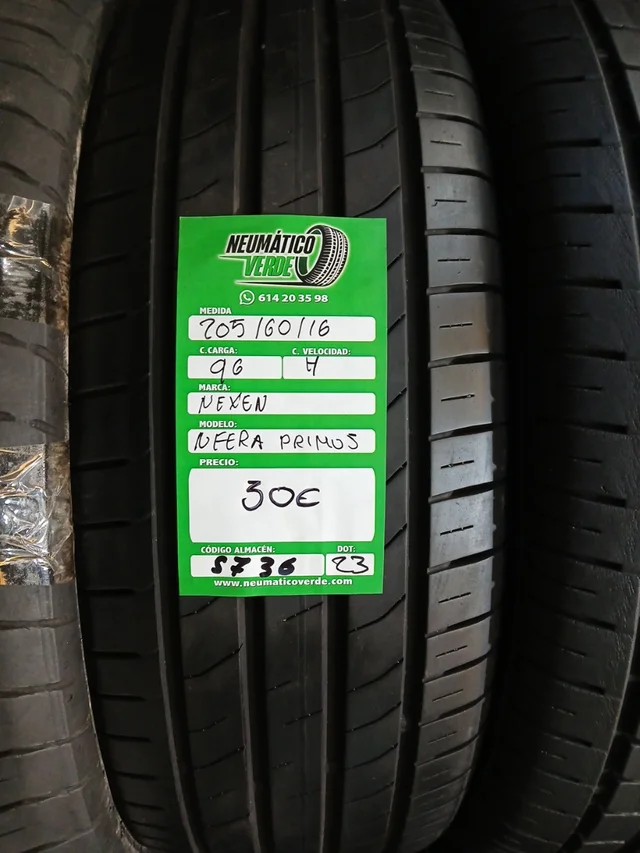 NEUMÁTICO
VERDE
614 20 35 98
MEDIDA
205/60/16
C.CARGA: C. VELOCIDAD:
96 H
MARCA:
NEXEN
MODELO:
NFERA PRIMUS
PRECIO:
30€
CÓDIGO ALMACÉN: DOT:
S736 23
www.neumaticoverde.com